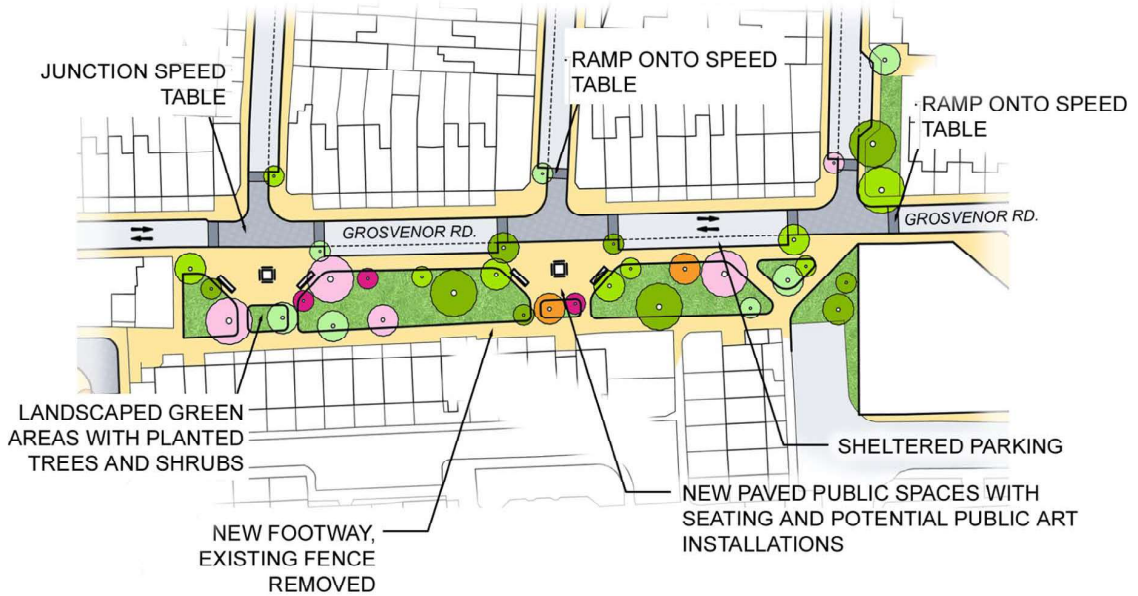 JUNCTION SPEED
TABLE
RAMP ONTO SPEED
TABLE
RAMP ONTO SPEED
TABLE
GROSVENOR RD.
GROSVENOR RD.
LANDSCAPED GREEN
AREAS WITH PLANTED
TREES AND SHRUBS
SHELTERED PARKING
NEW PAVED PUBLIC SPACES WITH
SEATING AND POTENTIAL PUBLIC ART
INSTALLATIONS
NEW FOOTWAY,
EXISTING FENCE
REMOVED